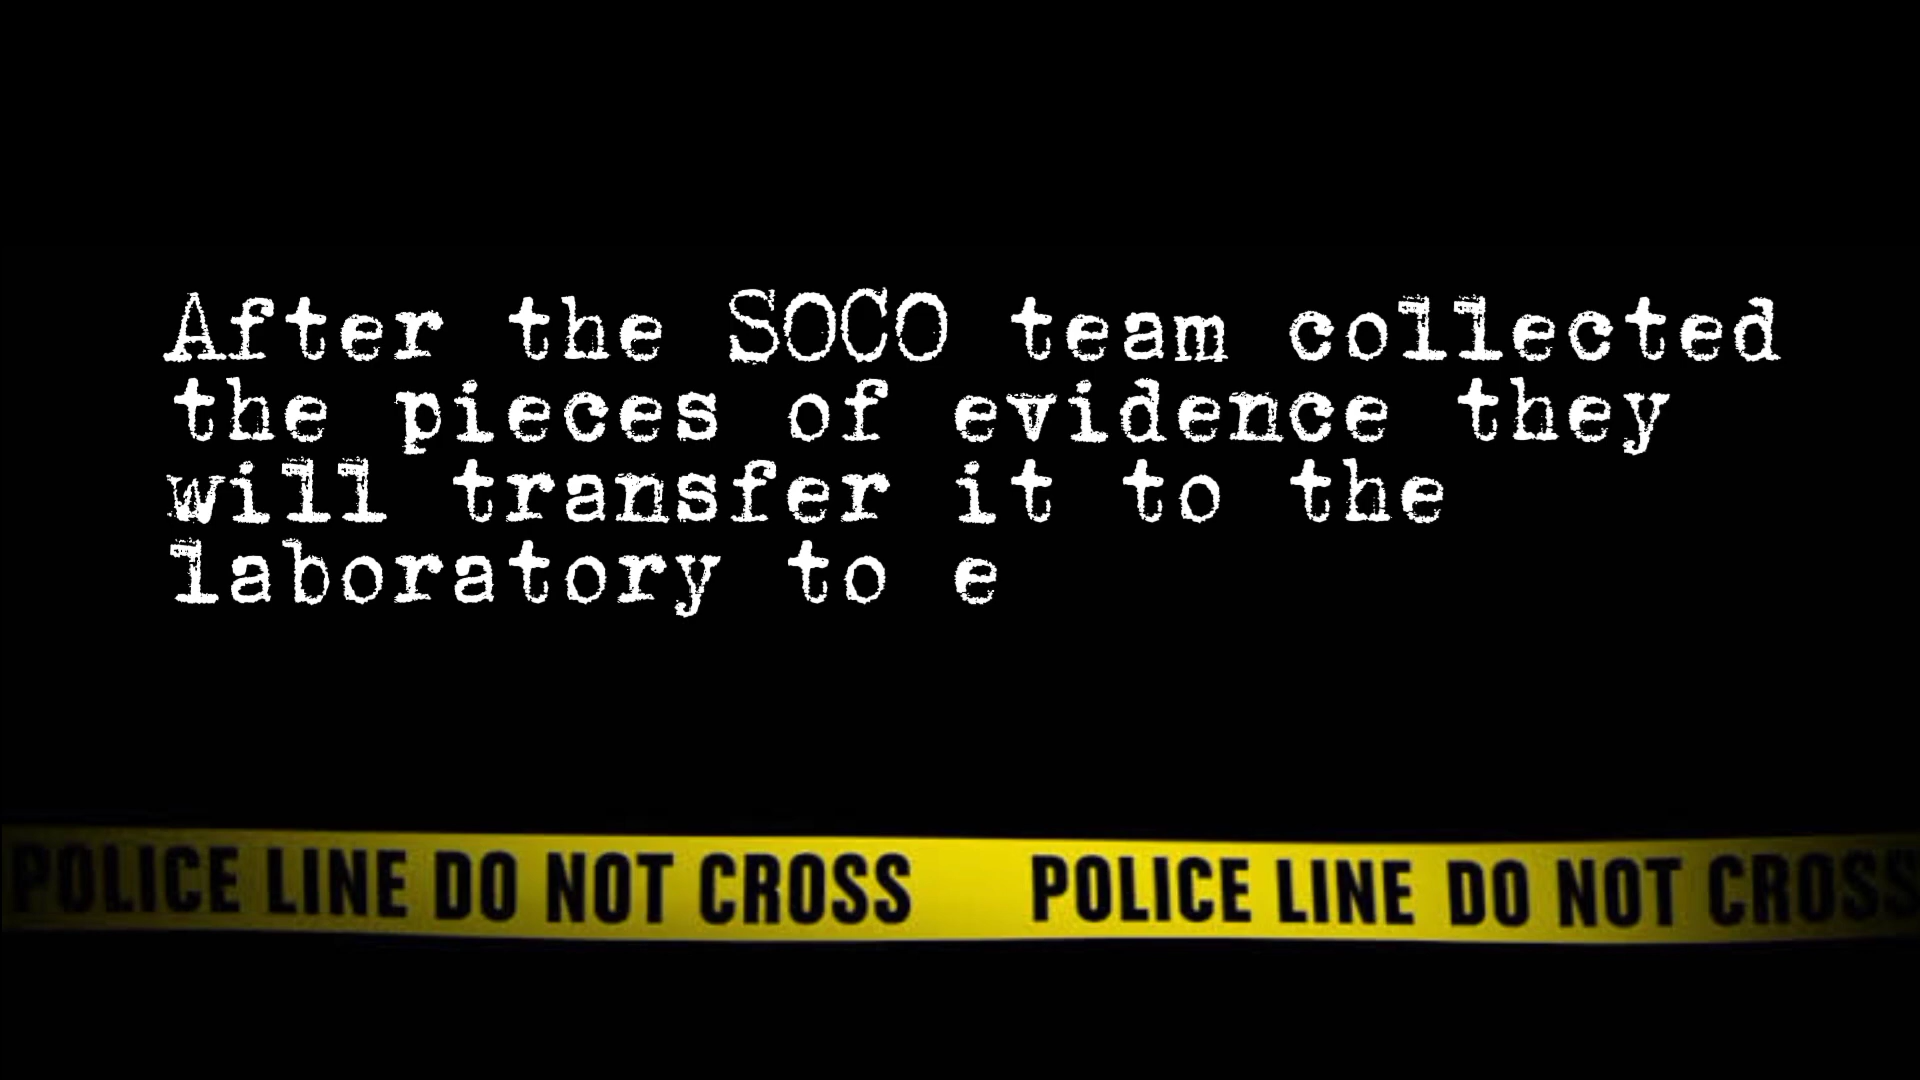 After the SOCO team collected
the pieces of evidence they
will transfer it to the
laboratory to e
POLICE LINE DO NOT CROSS POLICE LINE DO NOT CROSS